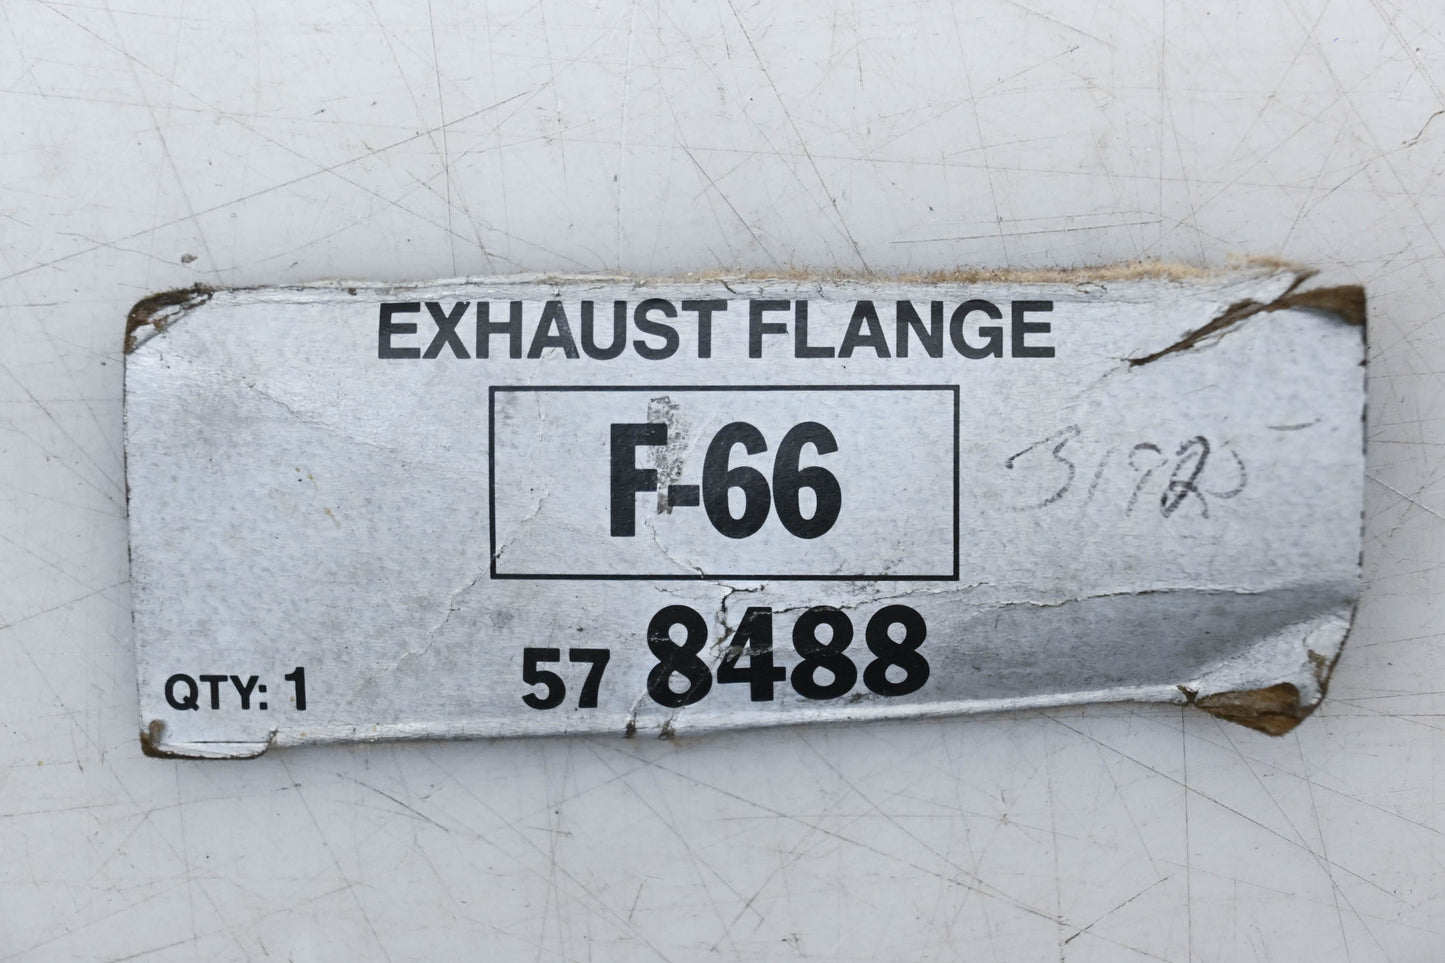 EXHAUST FLANGE
F-66
57 8488
QTY: 1